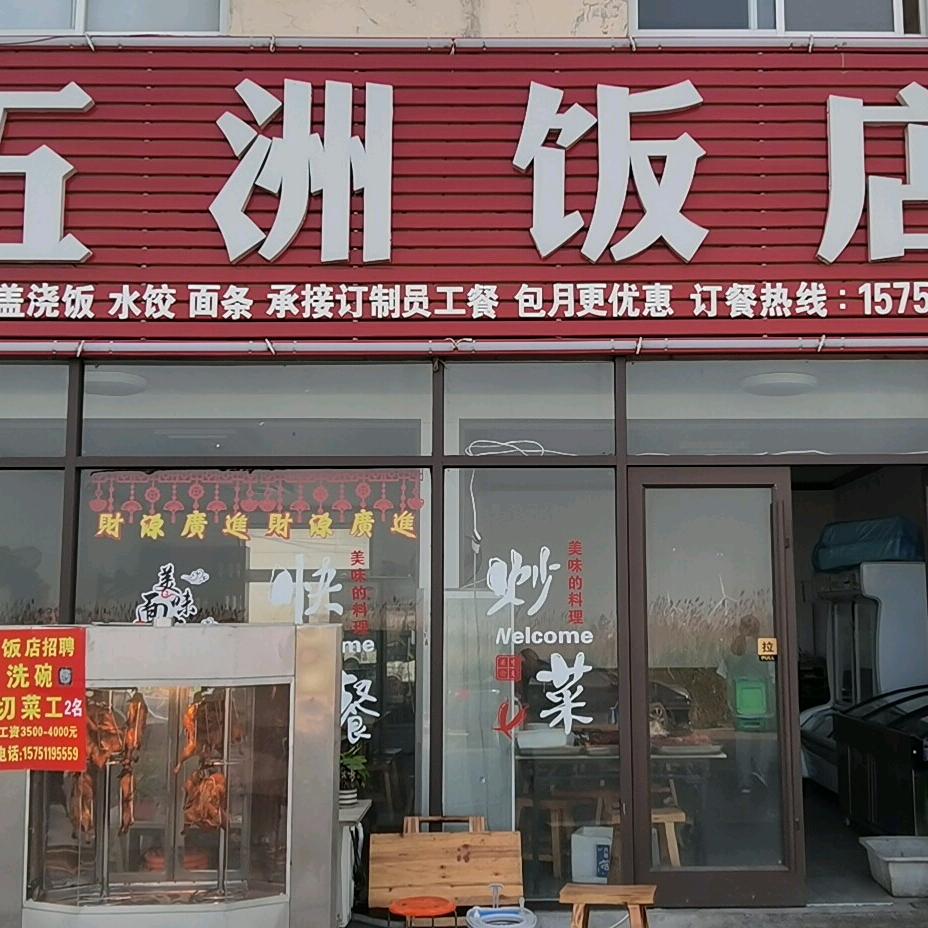 五洲饭店
盖浇饭 水饺 面条 承接订制员工餐 包月更优惠 订餐热线：1575
財源廣進財源廣進
美味
面
快
餐
美味的料理
me
炒
菜
美味的料理
Welcome
拉
PULL
饭店招聘
洗碗
切菜工2名
工资3500-4000元
电话:15751195559